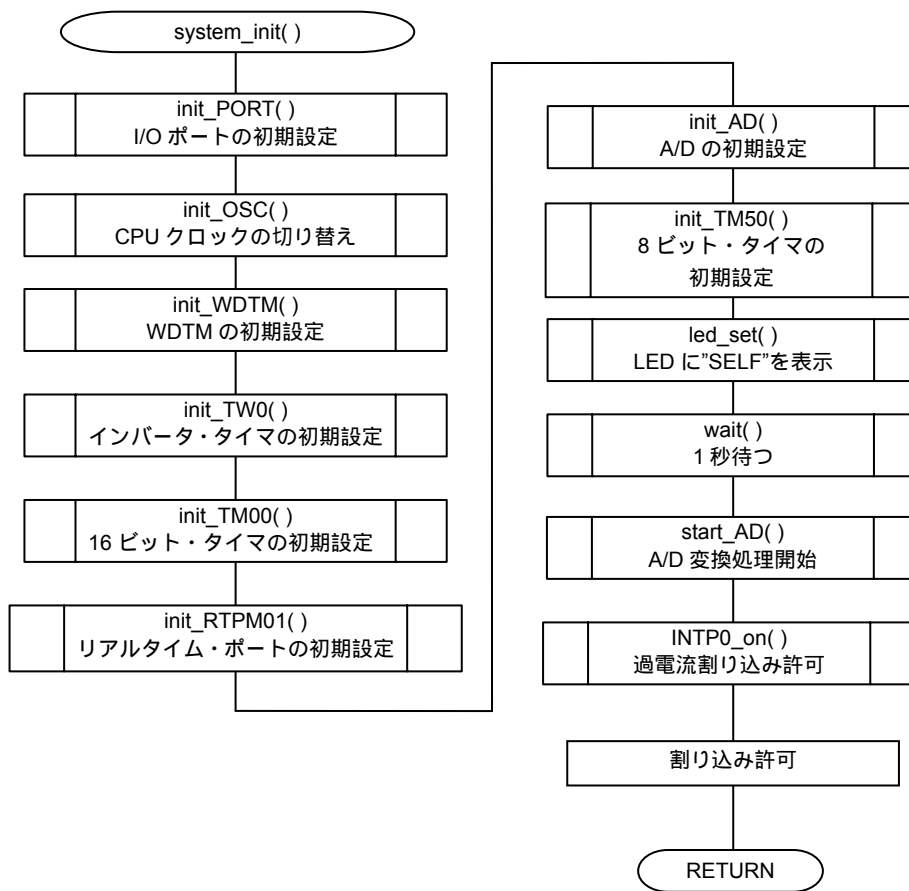 system_init( )
init_PORT( )
I/O ポートの初期設定
init_OSC( )
CPU クロックの切り替え
init_WDTM( )
WDTM の初期設定
init_TW0( )
インバータ・タイマの初期設定
init_TM00( )
16 ビット・タイマの初期設定
init_RTPM01( )
リアルタイム・ポートの初期設定
init_AD( )
A/D の初期設定
init_TM50( )
8 ビット・タイマの
初期設定
led_set( )
LED に”SELF”を表示
wait( )
1 秒待つ
start_AD( )
A/D 変換処理開始
INTP0_on( )
過電流割り込み許可
割り込み許可
RETURN